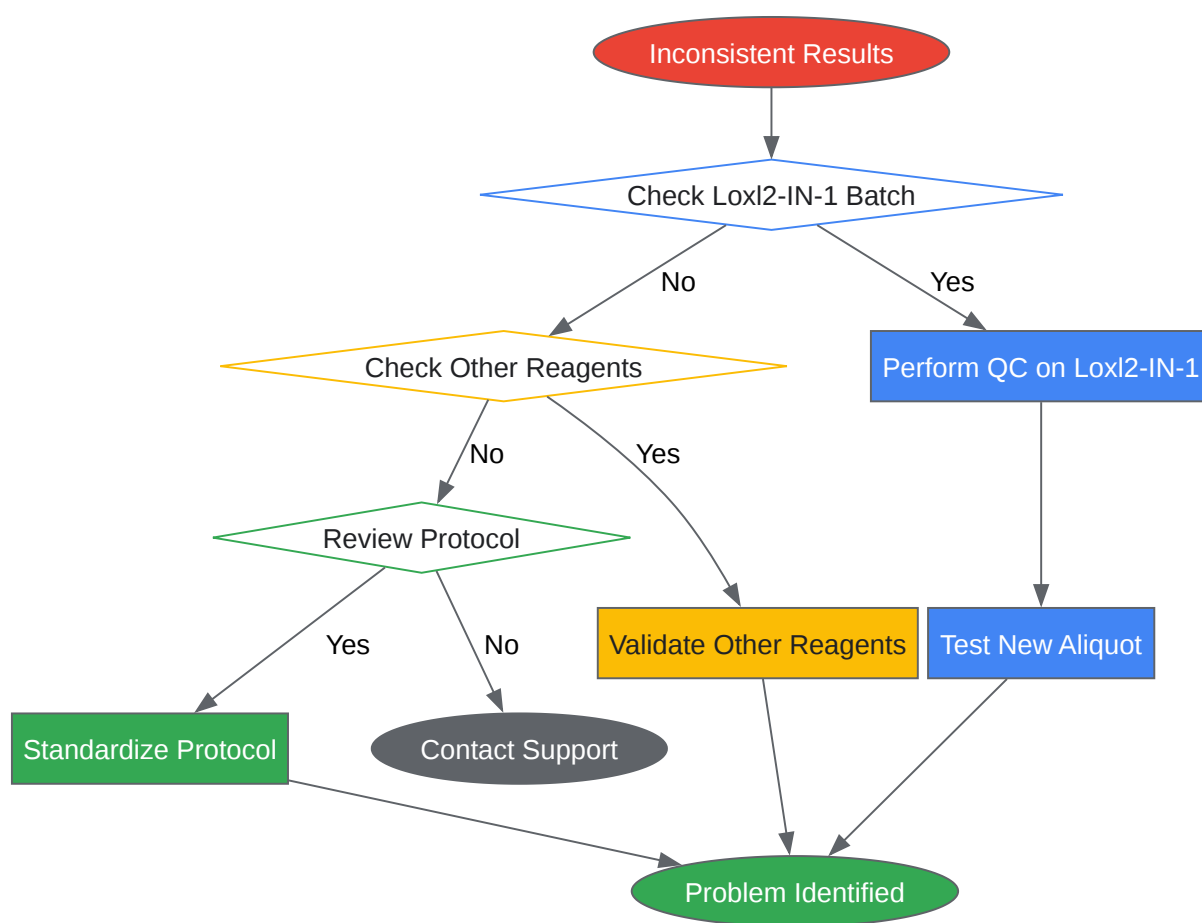 Inconsistent Results
Check Loxl2-IN-1 Batch
No
Yes
Check Other Reagents
Perform QC on Loxl2-IN-1
No
Yes
Review Protocol
Yes
No
Validate Other Reagents
Test New Aliquot
Standardize Protocol
Contact Support
Problem Identified